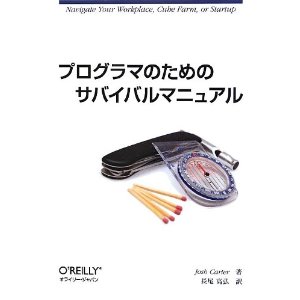 Navigate Your Workplace, Cube Farm, or Startup
プログラマのための
サバイバルマニュアル
O'REILLY®
オライリー・ジャパン
Josh Carter 著
長尾 高弘 訳